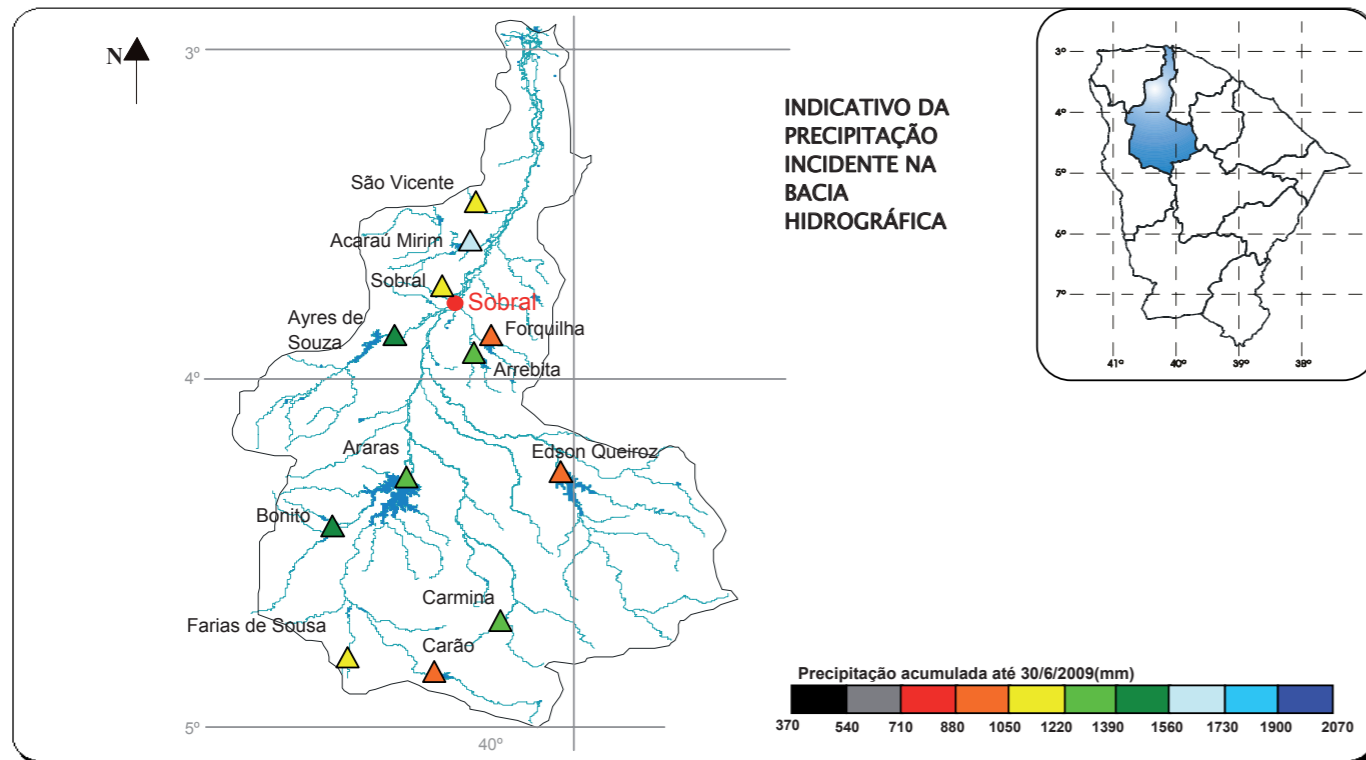 N
3º
INDICATIVO DA
PRECIPITAÇÃO
INCIDENTE NA
BACIA
HIDROGRÁFICA
São Vicente
Acaraú Mirim
Sobral
Sobral
Ayres de
Souza
Forquilha
Arrebita
4º
Araras
Edson Queiroz
Bonito
Carmina
Farias de Sousa
Carão
5º
40º
3º
4º
5º
6º
7º
41º 40º 39º 38º
Precipitação acumulada até 30/6/2009(mm)
370 540 710 880 1050 1220 1390 1560 1730 1900 2070